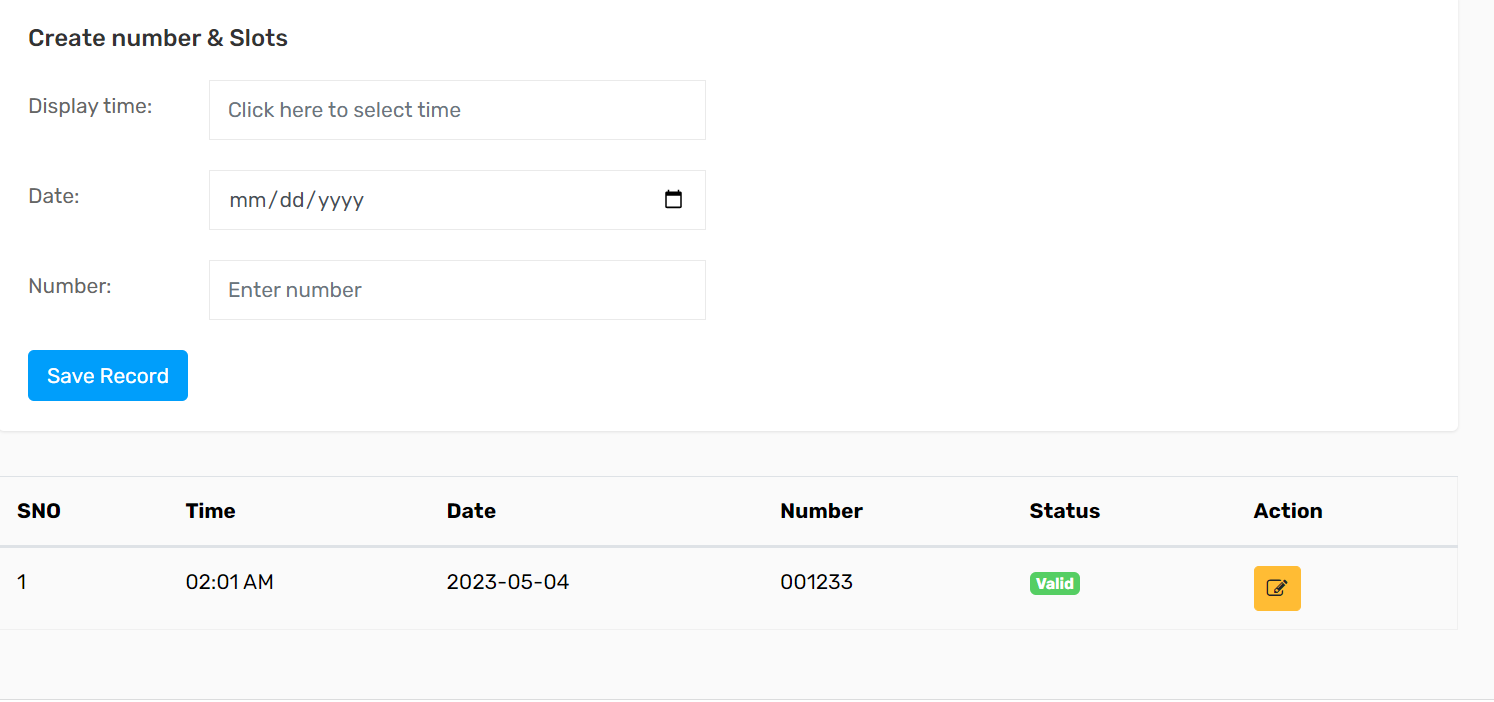 Create number & Slots
Display time: Click here to select time
Date: mm/dd/yyyy
Number: Enter number
Save Record
SNO Time Date Number Status Action
1 02:01 AM 2023-05-04 001233 Valid